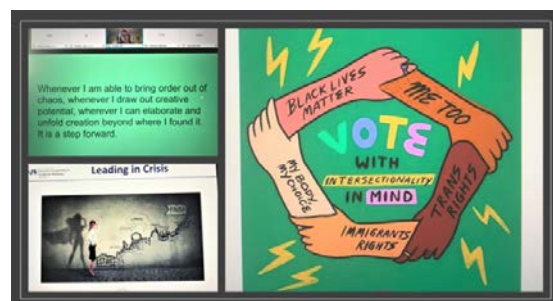 Whenever I am able to bring order out of
chaos, whenever I draw out creative
potential, wherever I can elaborate and
unfold creation beyond where I found it.
It is a step forward.
Leading in Crisis
FINISH
BLACK LIVES
MATTER
ME TOO
TRANS
RIGHTS
IMMIGRANTS
RIGHTS
MY BODY,
MY CHOICE
VOTE
WITH
INTERSECTIONALITY
IN MIND